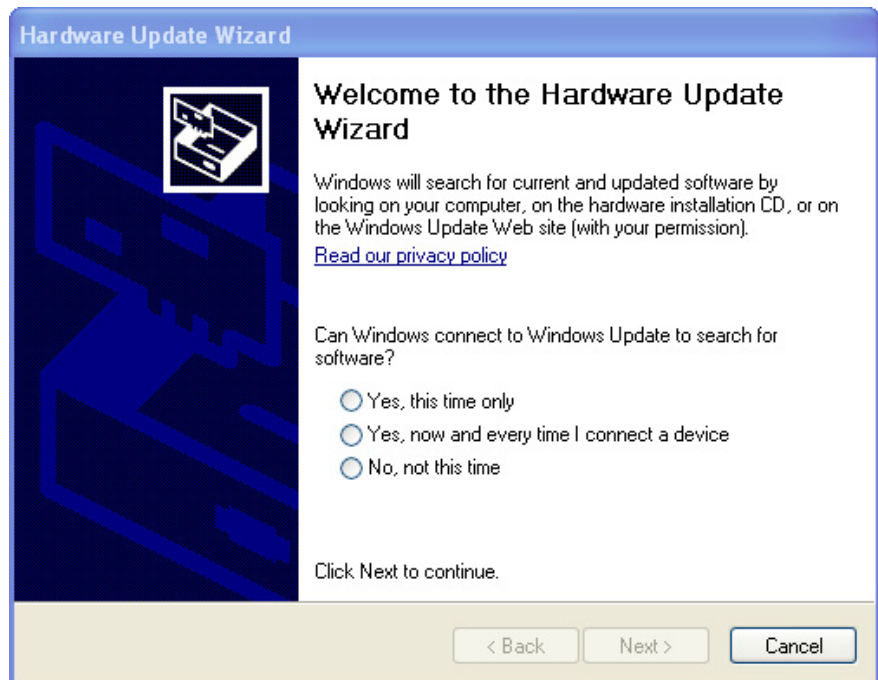 Hardware Update Wizard
Welcome to the Hardware Update
Wizard
Windows will search for current and updated software by
looking on your computer, on the hardware installation CD, or on
the Windows Update Web site (with your permission).
Read our privacy policy
Can Windows connect to Windows Update to search for
software?
Yes, this time only
Yes, now and every time I connect a device
No, not this time
Click Next to continue.
< Back Next > Cancel